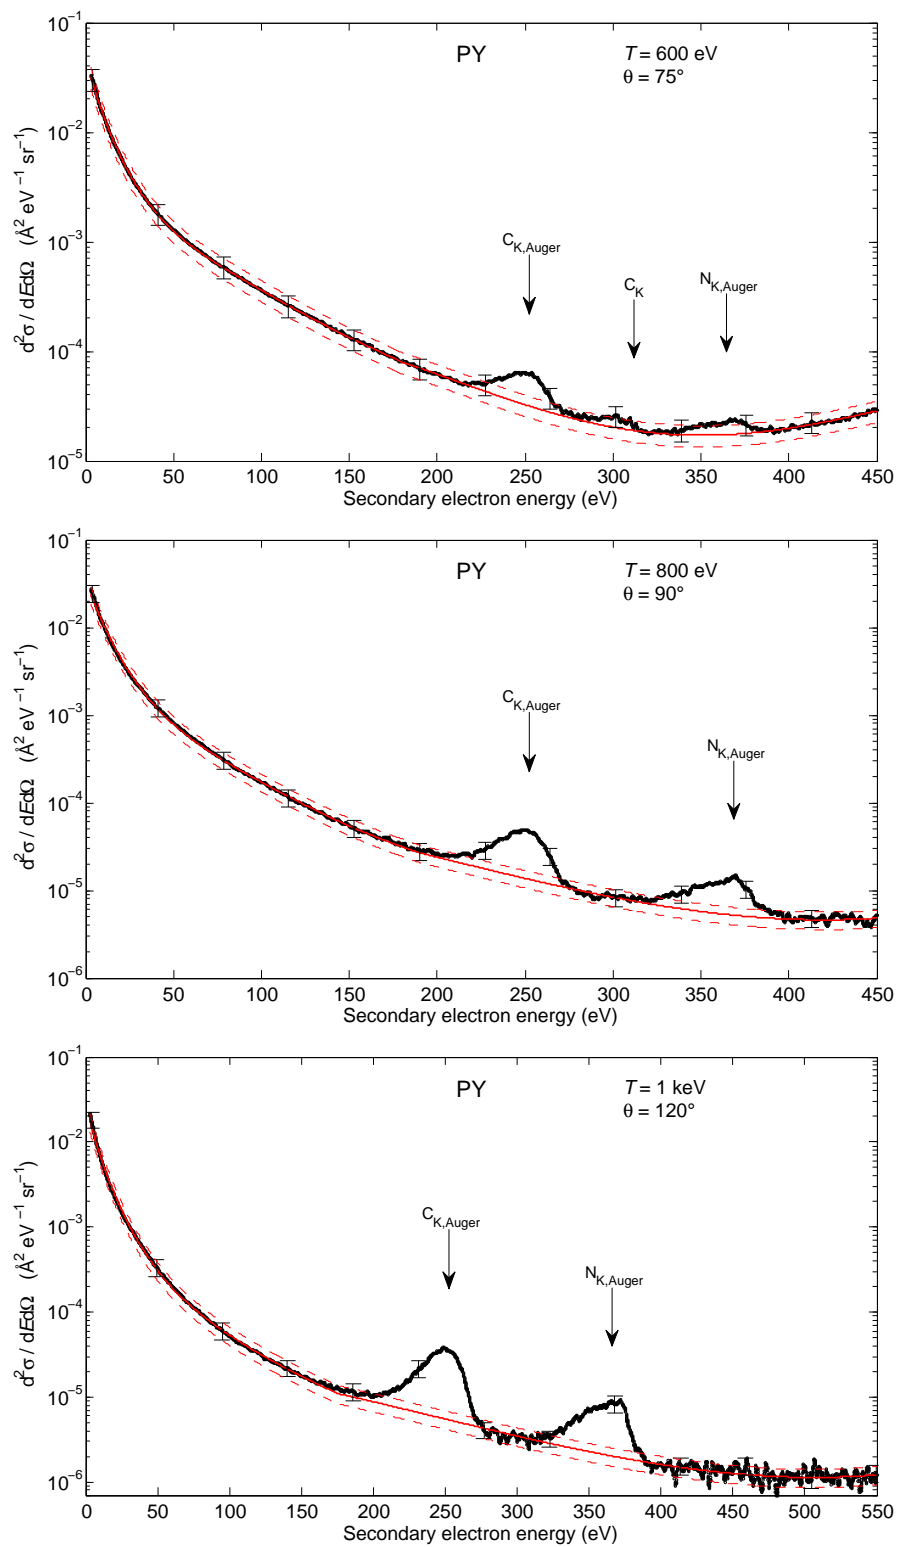 PY
T = 600 eV
θ = 75°
10⁻¹
10⁻²
10⁻³
10⁻⁴
10⁻⁵
d²σ / dEdΩ (Å² eV⁻¹ sr⁻¹)
C_K,Auger
C_K
N_K,Auger
0 50 100 150 200 250 300 350 400 450
Secondary electron energy (eV)
PY
T = 800 eV
θ = 90°
10⁻¹
10⁻²
10⁻³
10⁻⁴
10⁻⁵
10⁻⁶
d²σ / dEdΩ (Å² eV⁻¹ sr⁻¹)
C_K,Auger
N_K,Auger
0 50 100 150 200 250 300 350 400 450
Secondary electron energy (eV)
PY
T = 1 keV
θ = 120°
10⁻¹
10⁻²
10⁻³
10⁻⁴
10⁻⁵
10⁻⁶
d²σ / dEdΩ (Å² eV⁻¹ sr⁻¹)
C_K,Auger
N_K,Auger
0 50 100 150 200 250 300 350 400 450 500 550
Secondary electron energy (eV)